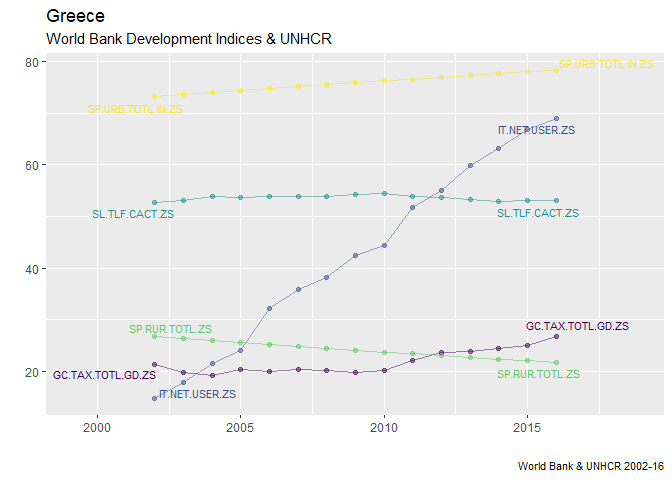 Greece
World Bank Development Indices & UNHCR
80
SP.URB.TOTL.IN.ZS
SP.URB.TOTL.IN.ZS
IT.NET.USER.ZS
60
SL.TLF.CACT.ZS
SL.TLF.CACT.ZS
40
SP.RUR.TOTL.ZS
GC.TAX.TOTL.GD.ZS
20
GC.TAX.TOTL.GD.ZS
SP.RUR.TOTL.ZS
IT.NET.USER.ZS
2000 2005 2010 2015
World Bank & UNHCR 2002-16